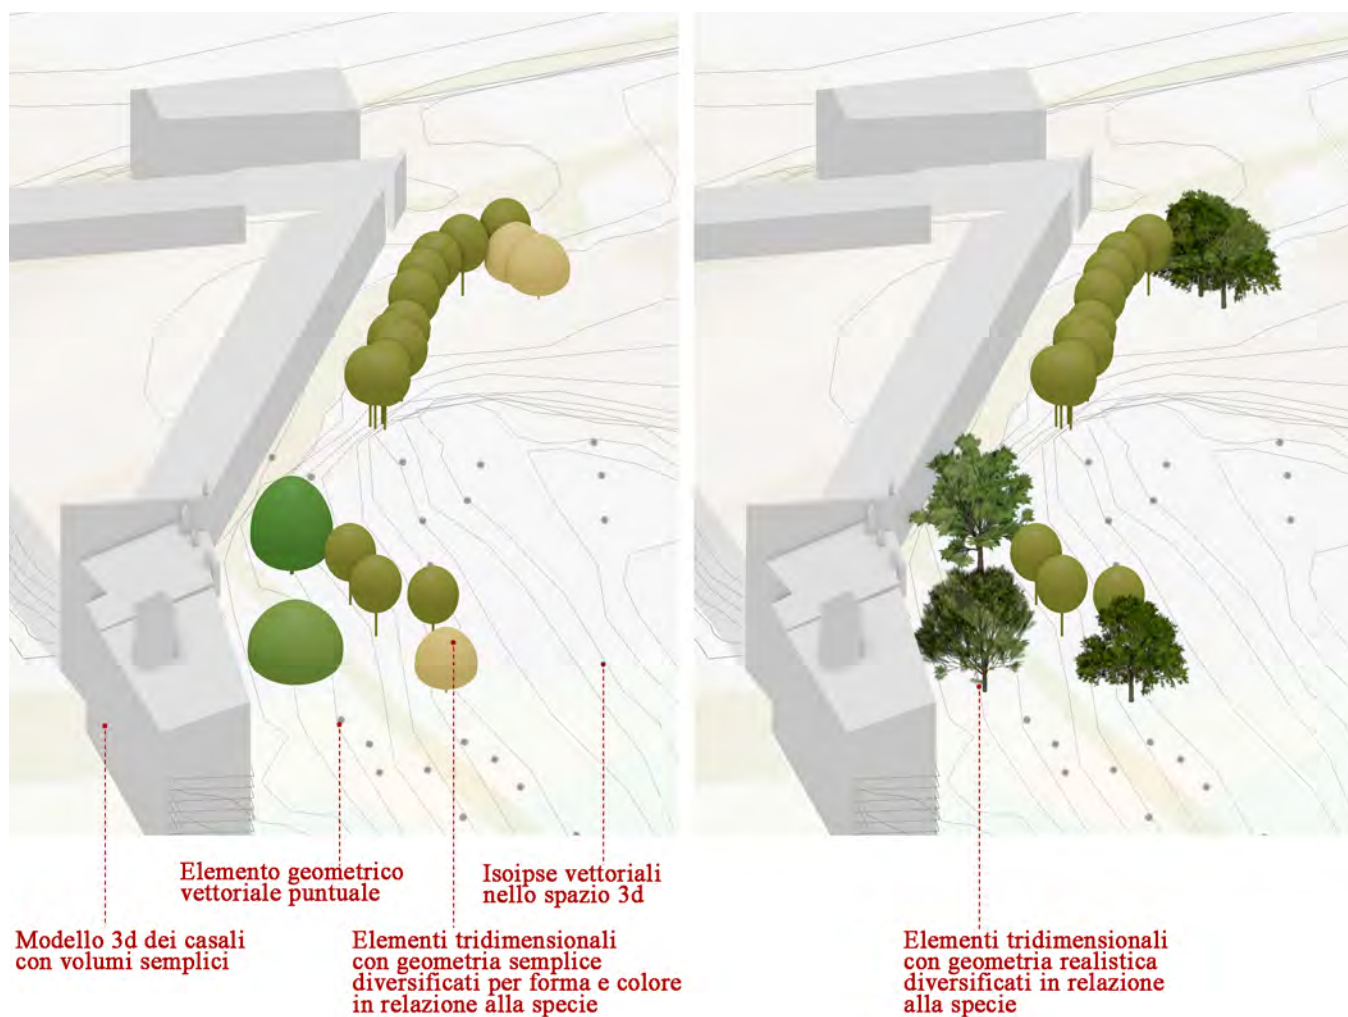 Elemento geometrico
vettoriale puntuale
Isoipse vettoriali
nello spazio 3d
Modello 3d dei casali
con volumi semplici
Elementi tridimensionali
con geometria semplice
diversificati per forma e colore
in relazione alla specie
Elementi tridimensionali
con geometria realistica
diversificati in relazione
alla specie